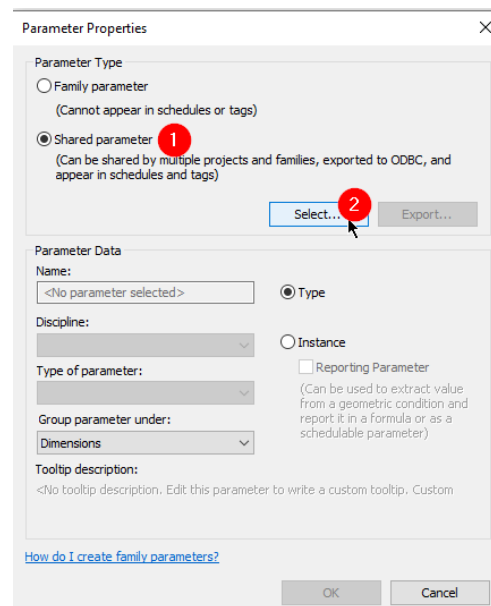 Parameter Properties
Parameter Type
Family parameter
(Cannot appear in schedules or tags)
Shared parameter 1
(Can be shared by multiple projects and families, exported to ODBC, and
appear in schedules and tags)
Select... 2 Export...
Parameter Data
Name:
<No parameter selected> Type
Discipline:
Instance
Reporting Parameter
Type of parameter:
(Can be used to extract value
from a geometric condition and
report it in a formula or as a
schedulable parameter)
Group parameter under:
Dimensions
Tooltip description:
<No tooltip description. Edit this parameter to write a custom tooltip. Custom
How do I create family parameters?
OK Cancel